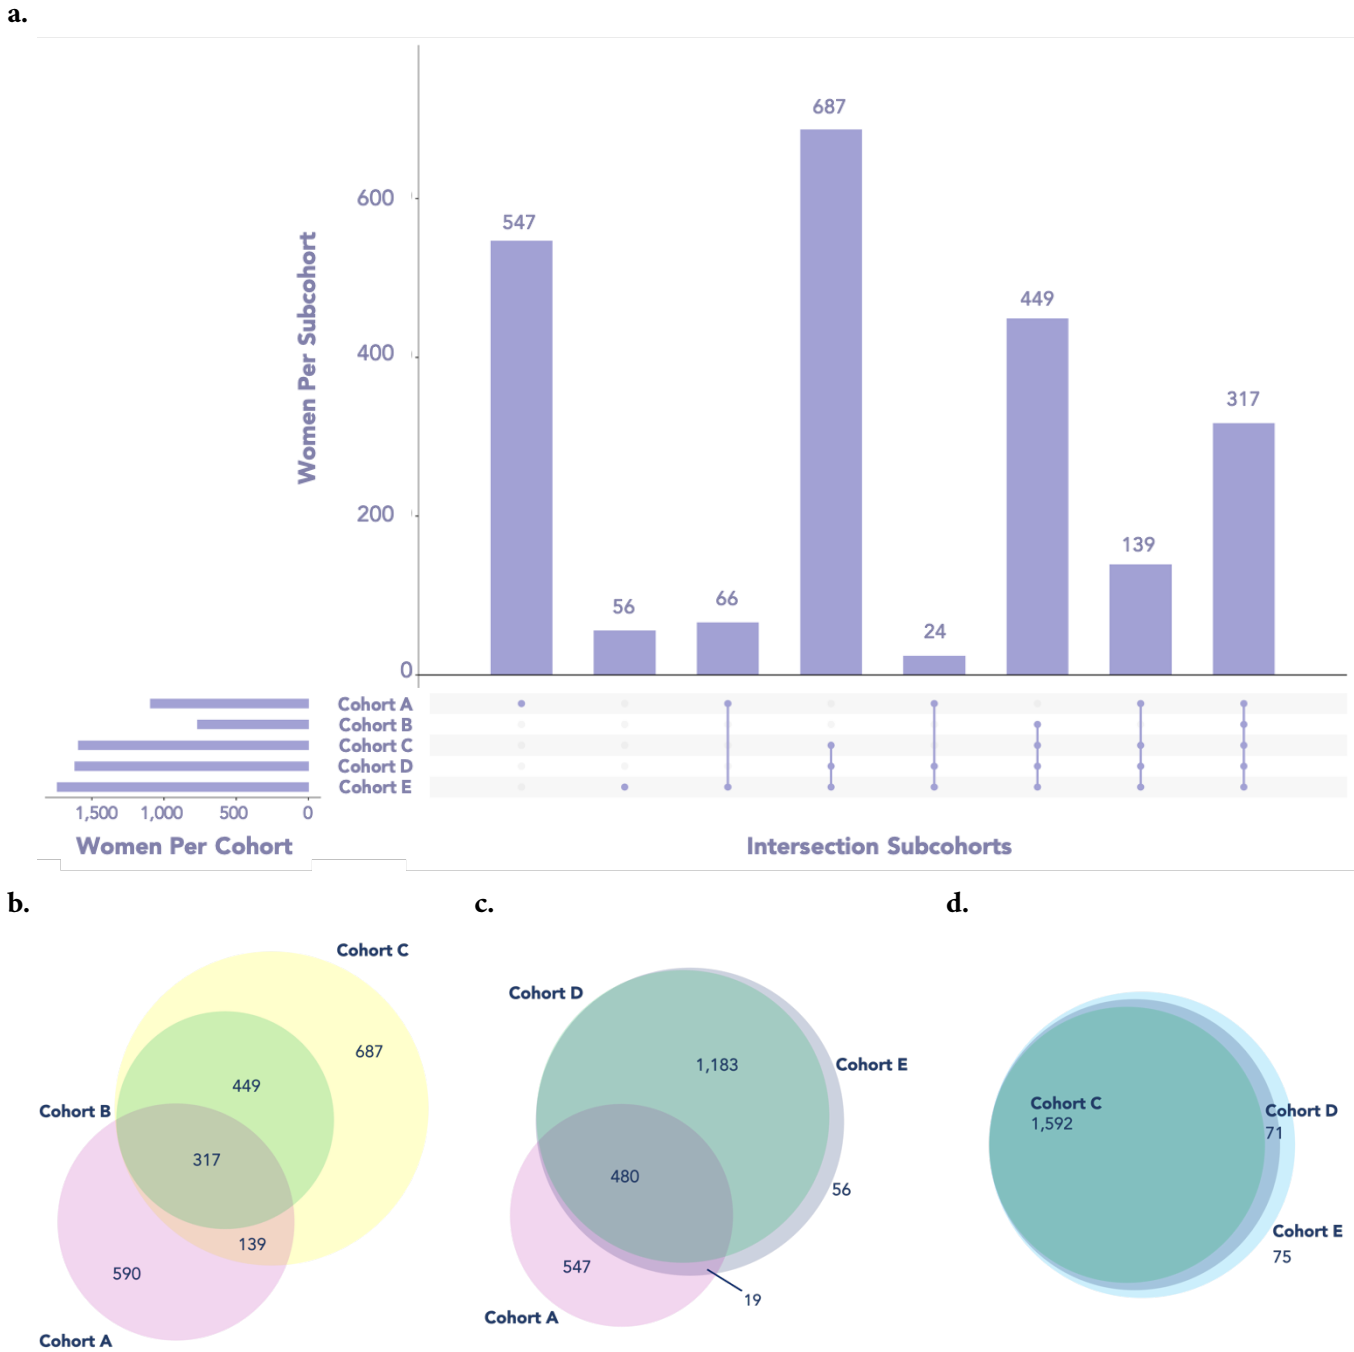 a.
687
600
547
Women Per Subcohort
449
400
317
200
139
66
56
24
0
Cohort A
Cohort B
Cohort C
Cohort D
Cohort E
1,500 1,000 500 0
Women Per Cohort
Intersection Subcohorts
b.
Cohort C
687
449
Cohort B
317
139
590
Cohort A
c.
Cohort D
1,183
Cohort E
480
56
547
19
Cohort A
d.
Cohort C
1,592
Cohort D
71
Cohort E
75